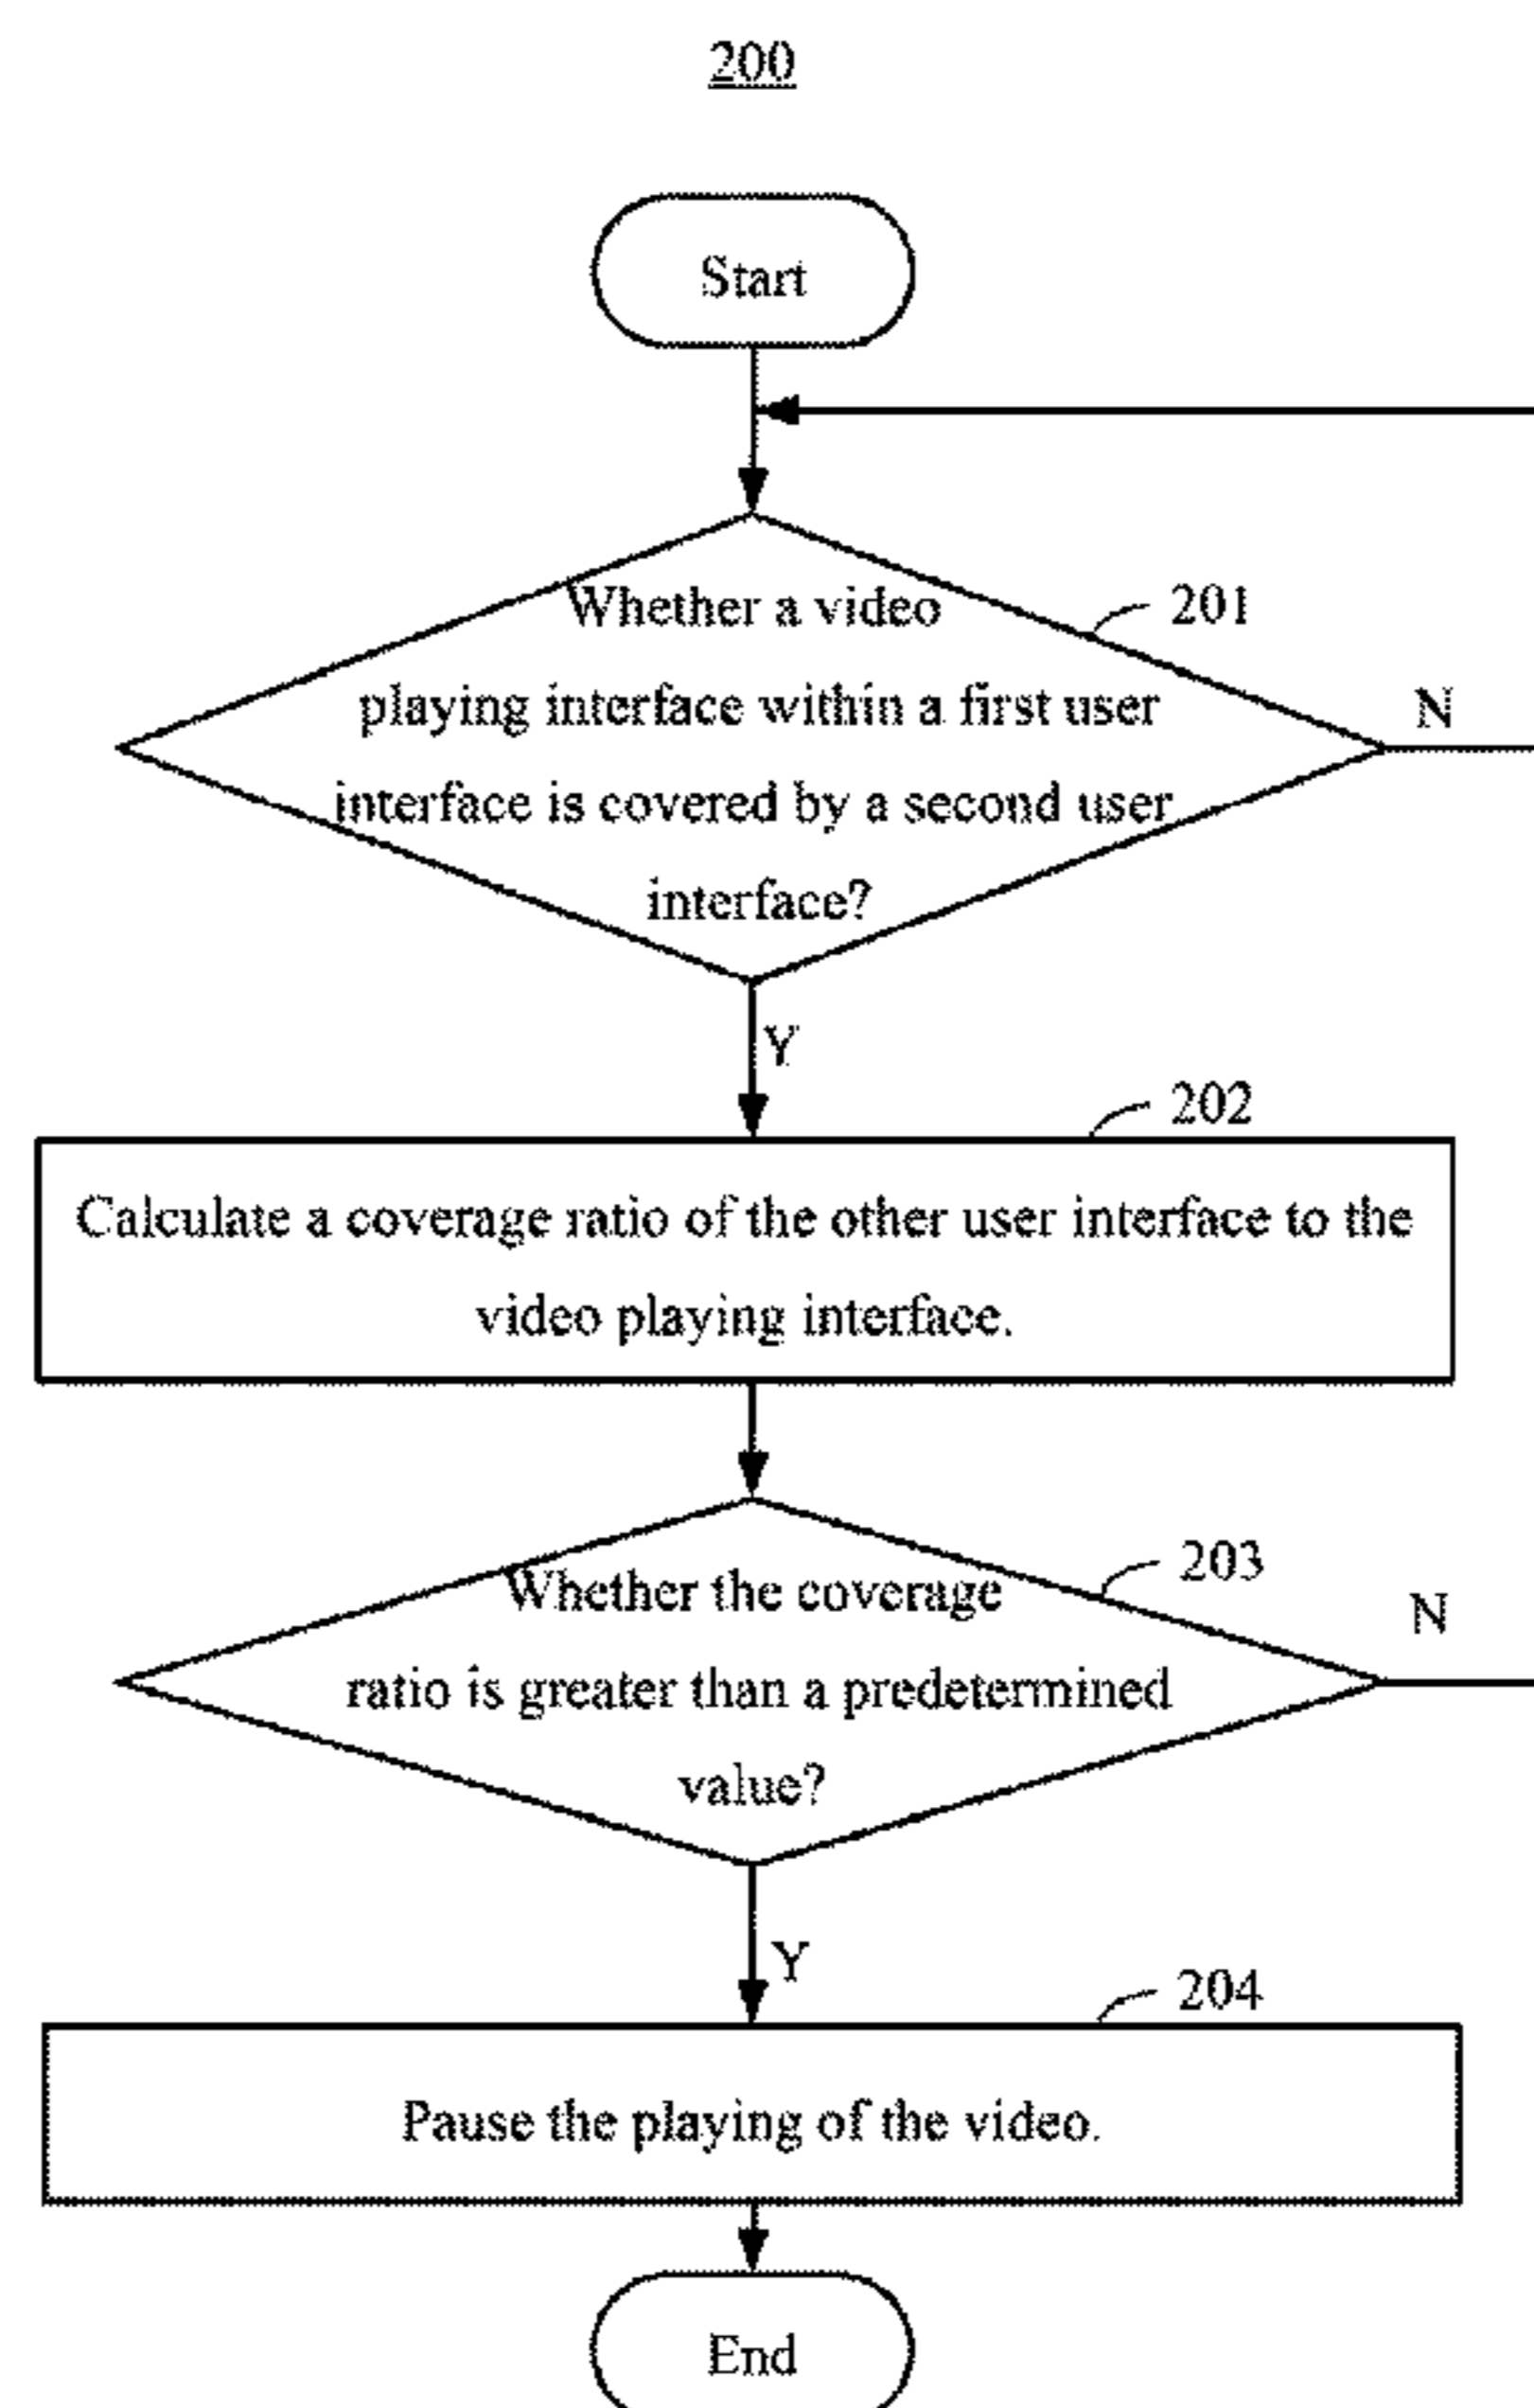 200
Start
Whether a video
201
playing interface within a first user
N
interface is covered by a second user
interface?
Y
202
Calculate a coverage ratio of the other user interface to the
video playing interface.
203
Whether the coverage
N
ratio is greater than a predetermined
value?
Y
204
Pause the playing of the video.
End